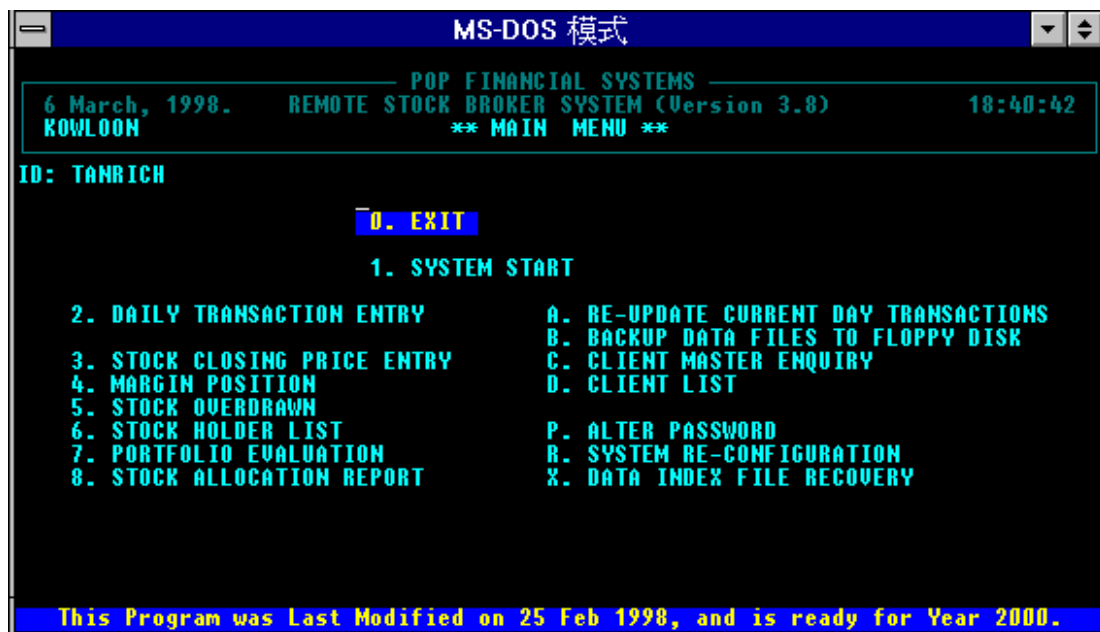 MS-DOS 模式
POP FINANCIAL SYSTEMS
6 March, 1998. REMOTE STOCK BROKER SYSTEM (Version 3.8) 18:40:42
KOWLOON ** MAIN MENU **
ID: TANRICH
0. EXIT
1. SYSTEM START
2. DAILY TRANSACTION ENTRY
3. STOCK CLOSING PRICE ENTRY
4. MARGIN POSITION
5. STOCK OVERDRAWN
6. STOCK HOLDER LIST
7. PORTFOLIO EVALUATION
8. STOCK ALLOCATION REPORT
A. RE-UPDATE CURRENT DAY TRANSACTIONS
B. BACKUP DATA FILES TO FLOPPY DISK
C. CLIENT MASTER ENQUIRY
D. CLIENT LIST
P. ALTER PASSWORD
R. SYSTEM RE-CONFIGURATION
X. DATA INDEX FILE RECOVERY
This Program was Last Modified on 25 Feb 1998, and is ready for Year 2000.